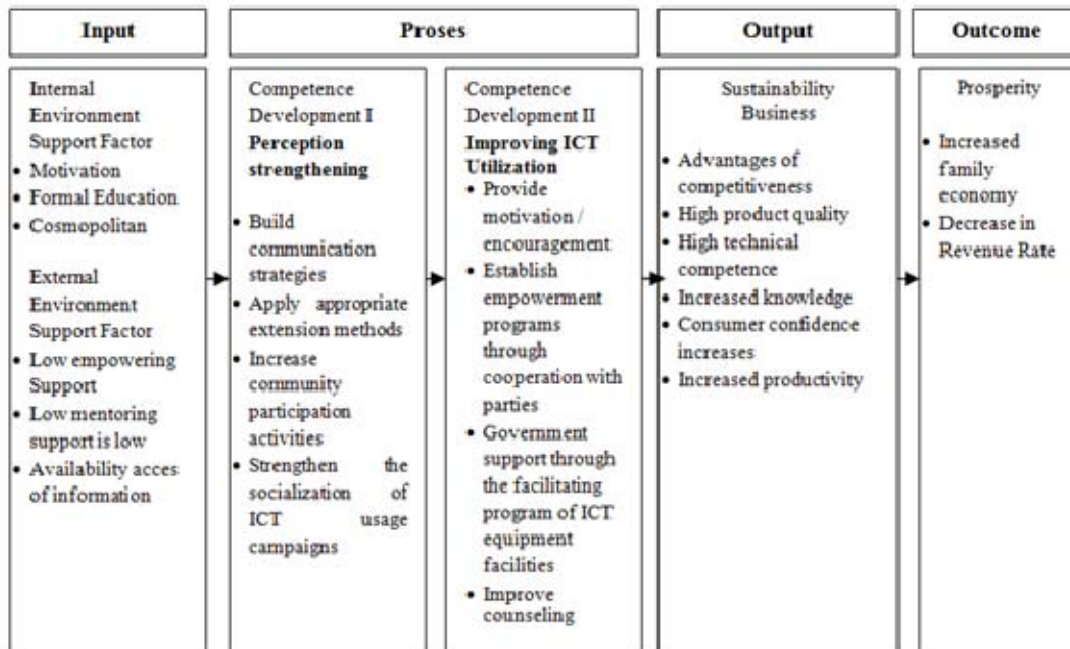 Input
Proses
Output
Outcome
Internal
Environment
Support Factor
• Motivation
• Formal Education
• Cosmopolitan
External
Environment
Support Factor
• Low empowering
Support
• Low mentoring
support is low
• Availability acces
of information
Competence
Development I
Perception
strengthening
• Build
communication
strategies
• Apply appropriate
extension methods
• Increase
community
participation
activities
• Strengthen the
socialization of
ICT usage
campaigns
Competence
Development II
Improving ICT
Utilization
• Provide
motivation /
encouragement
• Establish
empowerment
programs
through
cooperation with
parties
• Government
support through
the facilitating
program of ICT
equipment
facilities
• Improve
counseling
Sustainability
Business
• Advantages of
competitiveness
• High product quality
• High technical
competence
• Increased knowledge
• Consumer confidence
increases
• Increased productivity
Prosperity
• Increased
family
economy
• Decrease in
Revenue Rate